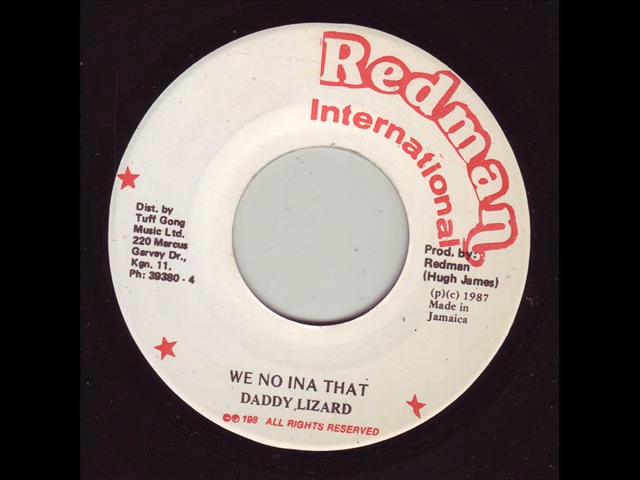 Redman
International
Dist. by
Tuff Gong
Music Ltd.
220 Marcus
Garvey Dr.,
Kgn. 11.
Ph: 39380 - 4
Prod. by:
Redman
(Hugh James)
(p)(c) 1987
Made in
Jamaica
WE NO INA THAT
DADDY LIZARD
©℗ 198 ALL RIGHTS RESERVED